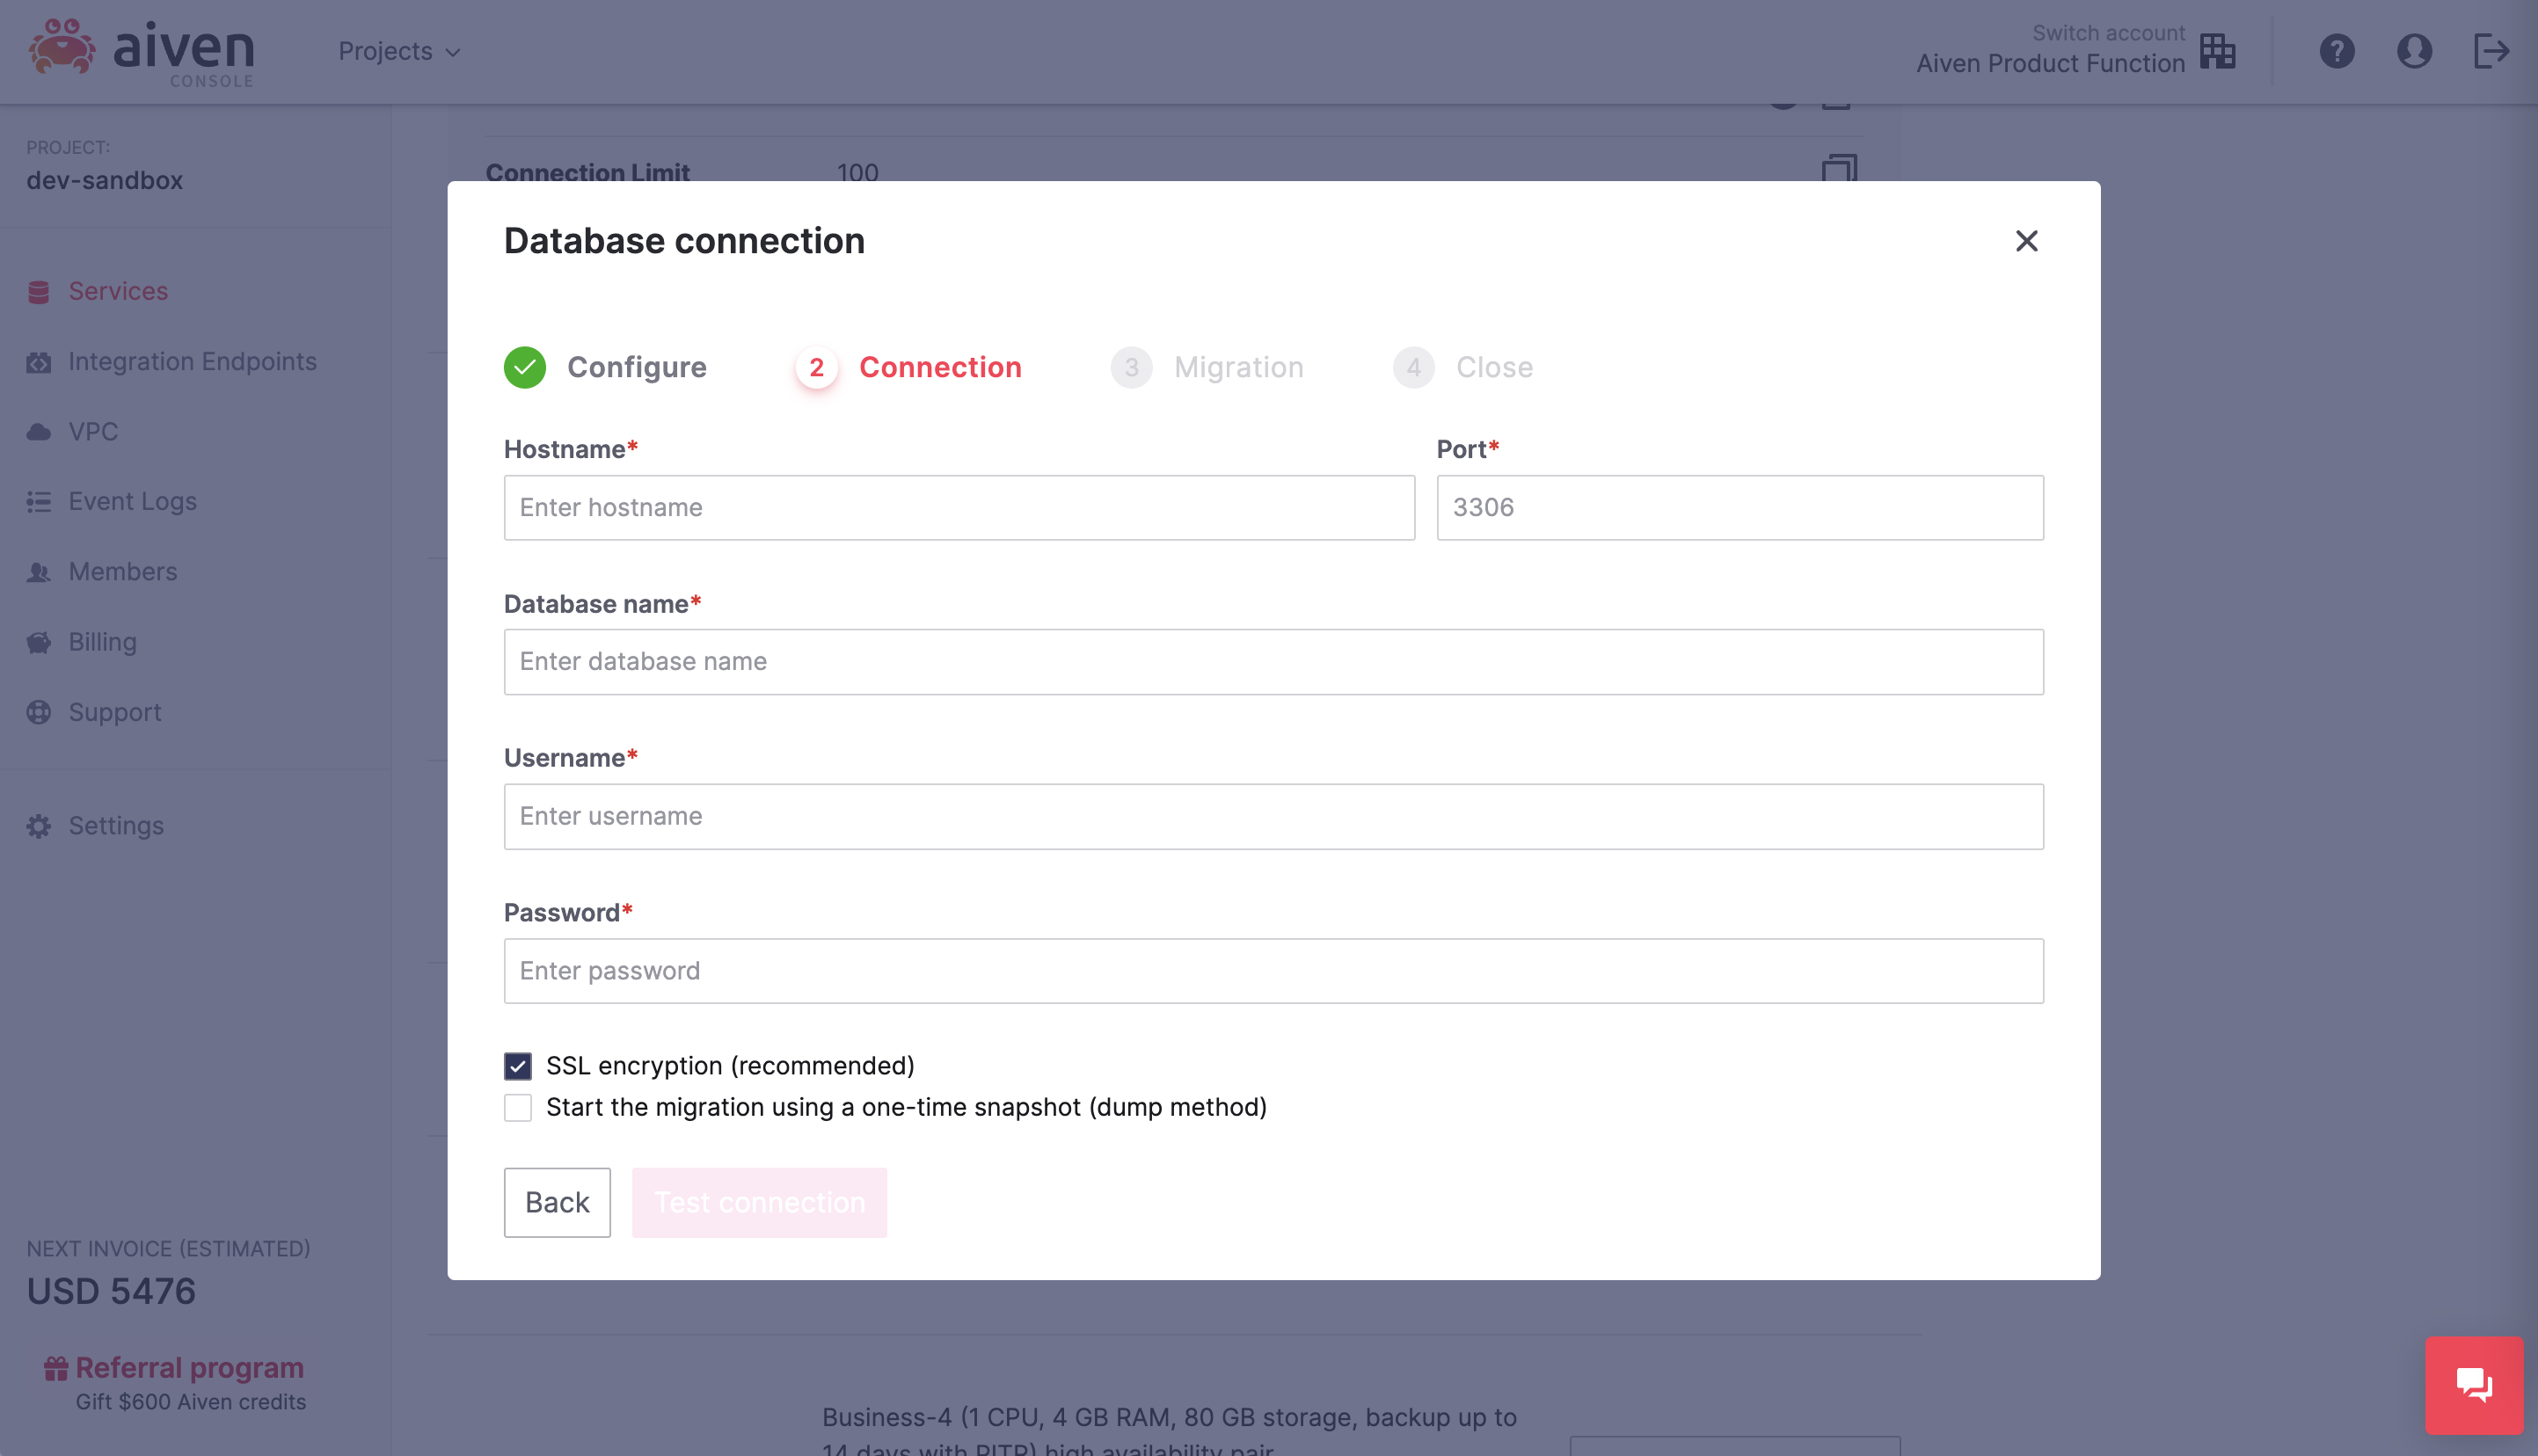 aiven
CONSOLE
Projects
Switch account
Aiven Product Function
?
PROJECT:
dev-sandbox
Services
Integration Endpoints
VPC
Event Logs
Members
Billing
Support
Settings
NEXT INVOICE (ESTIMATED)
USD 5476
Referral program
Gift $600 Aiven credits
Connection Limit 100
Database connection
Configure 2 Connection 3 Migration 4 Close
Hostname* Port*
Enter hostname 3306
Database name*
Enter database name
Username*
Enter username
Password*
Enter password
SSL encryption (recommended)
Start the migration using a one-time snapshot (dump method)
Back Test connection
Business-4 (1 CPU, 4 GB RAM, 80 GB storage, backup up to
14 days with PITR) high availability pair